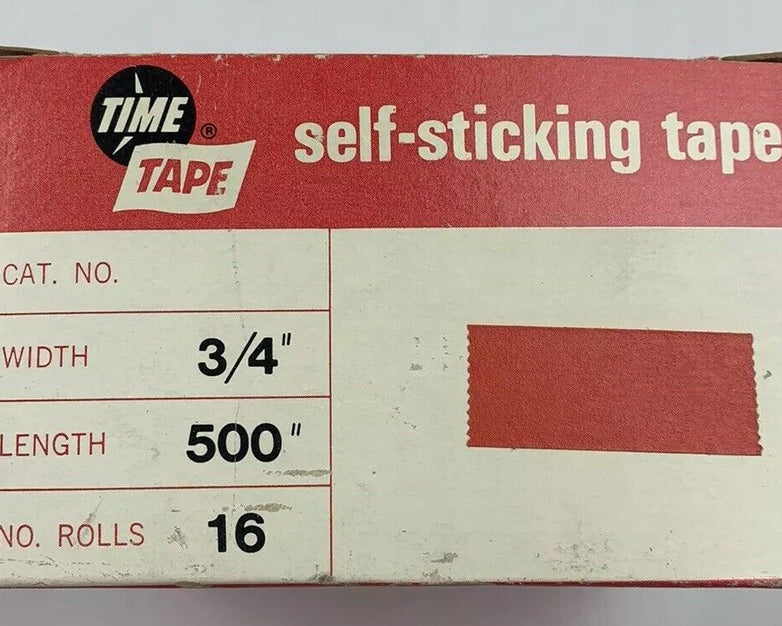 TIME
TAPE ®
self-sticking tape
CAT. NO.
WIDTH 3/4"
LENGTH 500"
NO. ROLLS 16